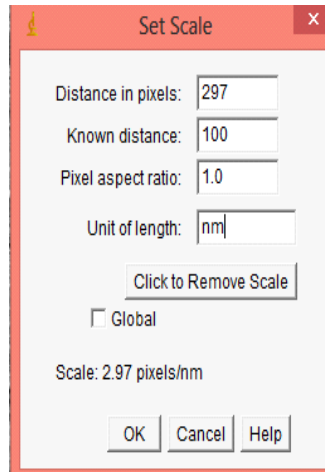 Set Scale
x
Distance in pixels: 297
Known distance: 100
Pixel aspect ratio: 1.0
Unit of length: nm
Click to Remove Scale
Global
Scale: 2.97 pixels/nm
OK Cancel Help